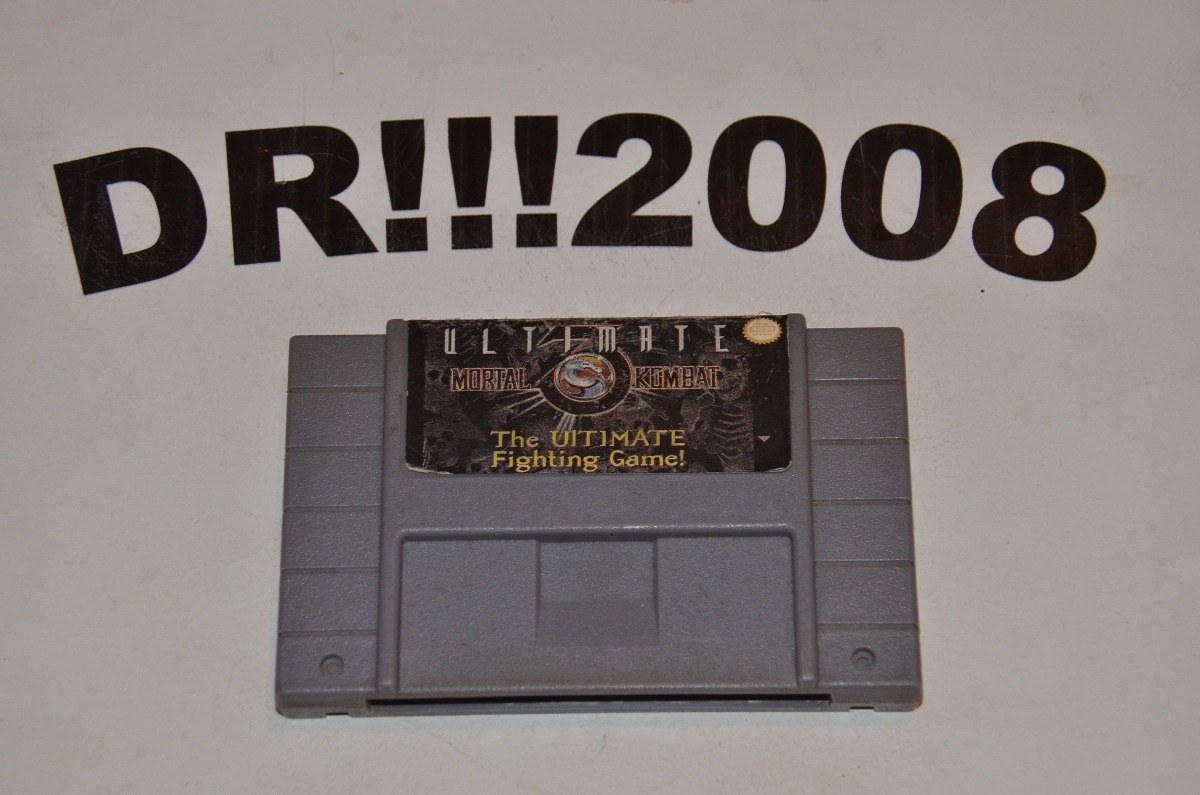 DR!!!2008
ULTIMATE
MORTAL KOMBAT
The UlTIMATE
Fighting Game!